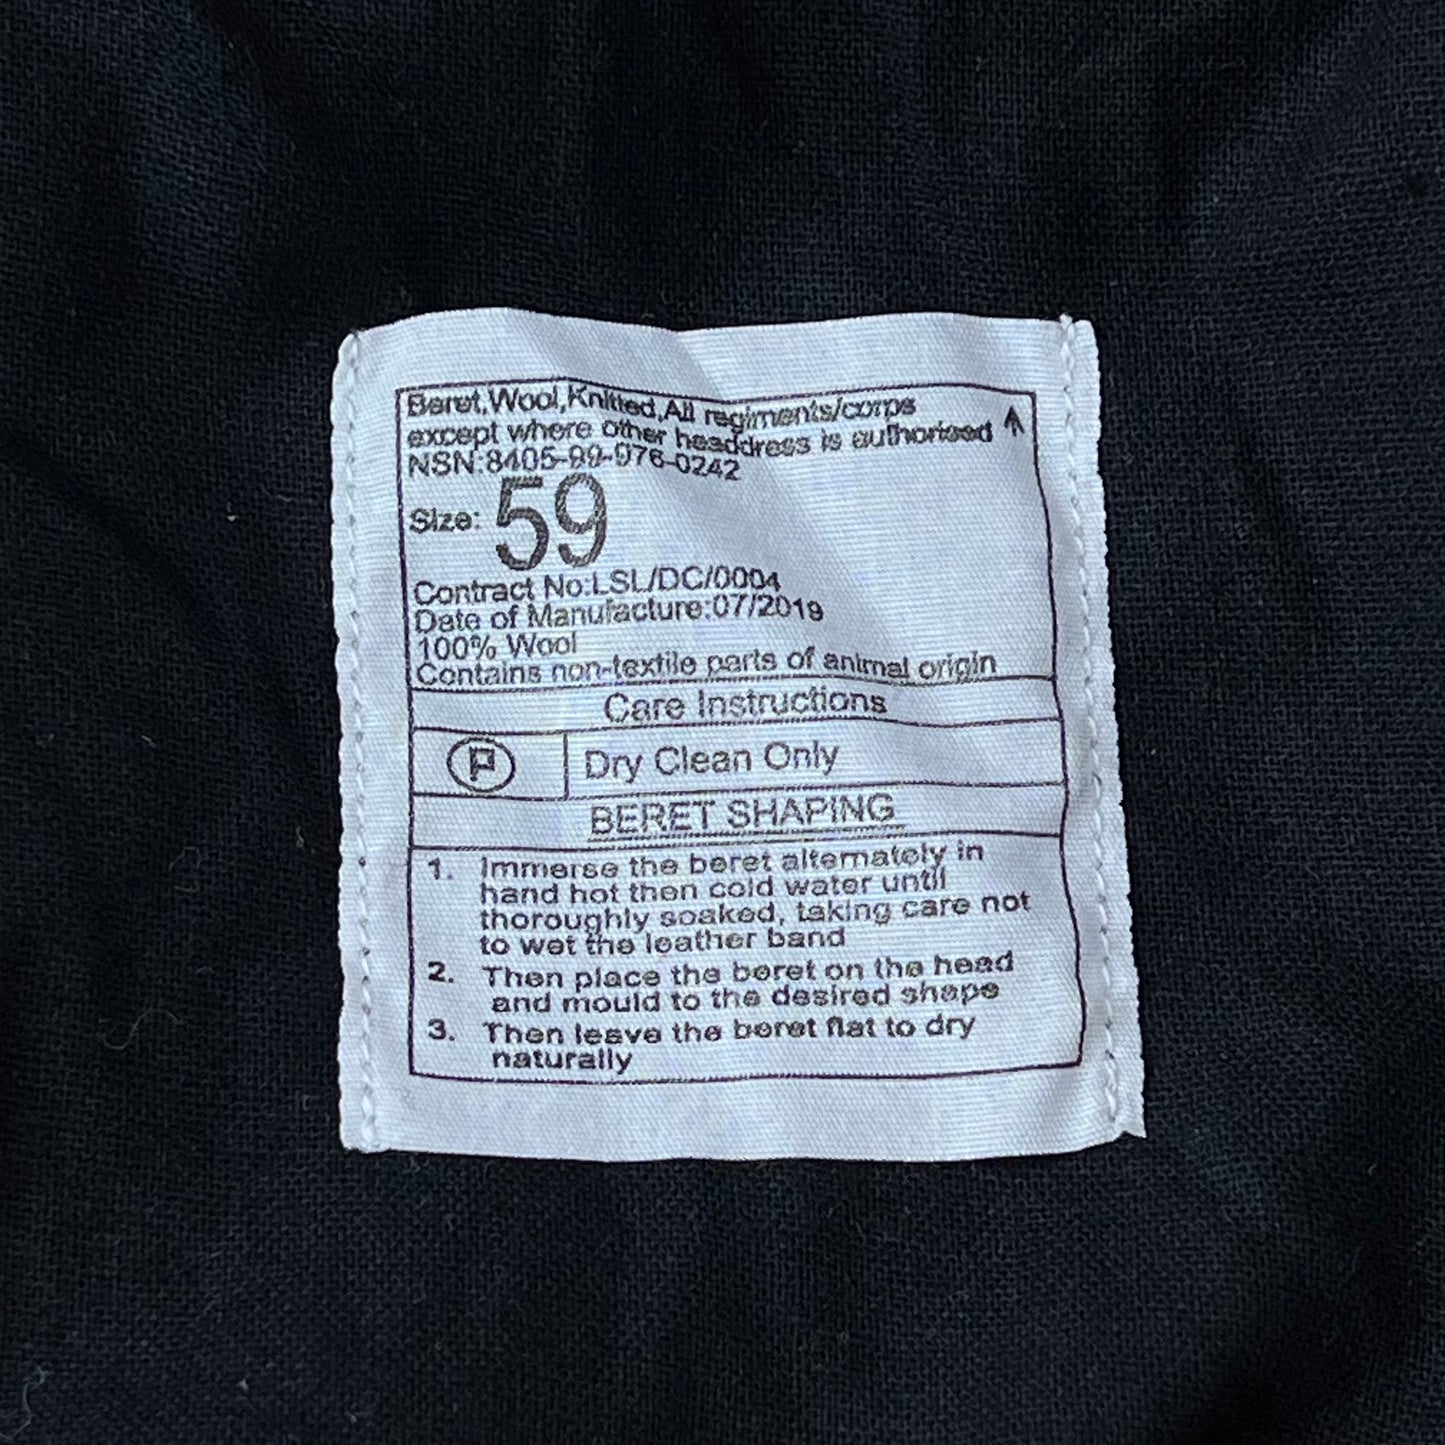 Beret,Wool,Knitted,All regiments/corps
except where other headdress is authorised
NSN:8405-99-976-0242
Size: 59
Contract No:LSL/DC/0004
Date of Manufacture:07/2019
100% Wool
Contains non-textile parts of animal origin
Care Instructions
P Dry Clean Only
BERET SHAPING
1. Immerse the beret alternately in
hand hot then cold water until
thoroughly soaked, taking care not
to wet the leather band
2. Then place the beret on the head
and mould to the desired shape
3. Then leave the beret flat to dry
naturally